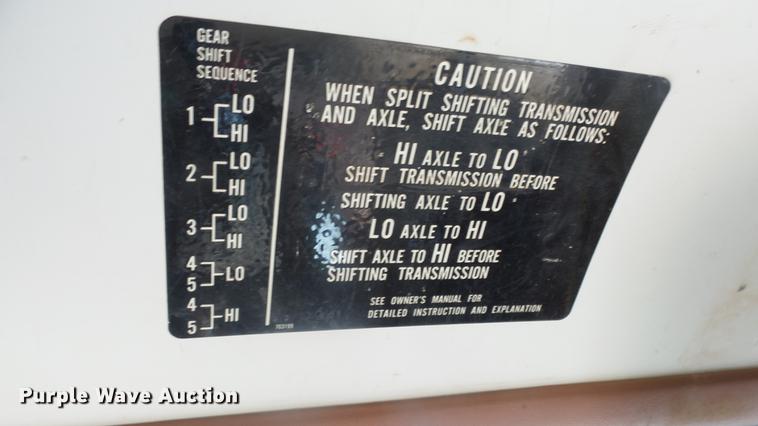 GEAR
SHIFT
SEQUENCE
1 LO
HI
2 LO
HI
3 LO
HI
4
5 LO
4
5 HI
CAUTION
WHEN SPLIT SHIFTING TRANSMISSION
AND AXLE, SHIFT AXLE AS FOLLOWS:
HI AXLE TO LO
SHIFT TRANSMISSION BEFORE
SHIFTING AXLE TO LO
LO AXLE TO HI
SHIFT AXLE TO HI BEFORE
SHIFTING TRANSMISSION
SEE OWNER'S MANUAL FOR
DETAILED INSTRUCTION AND EXPLANATION
Purple Wave Auction